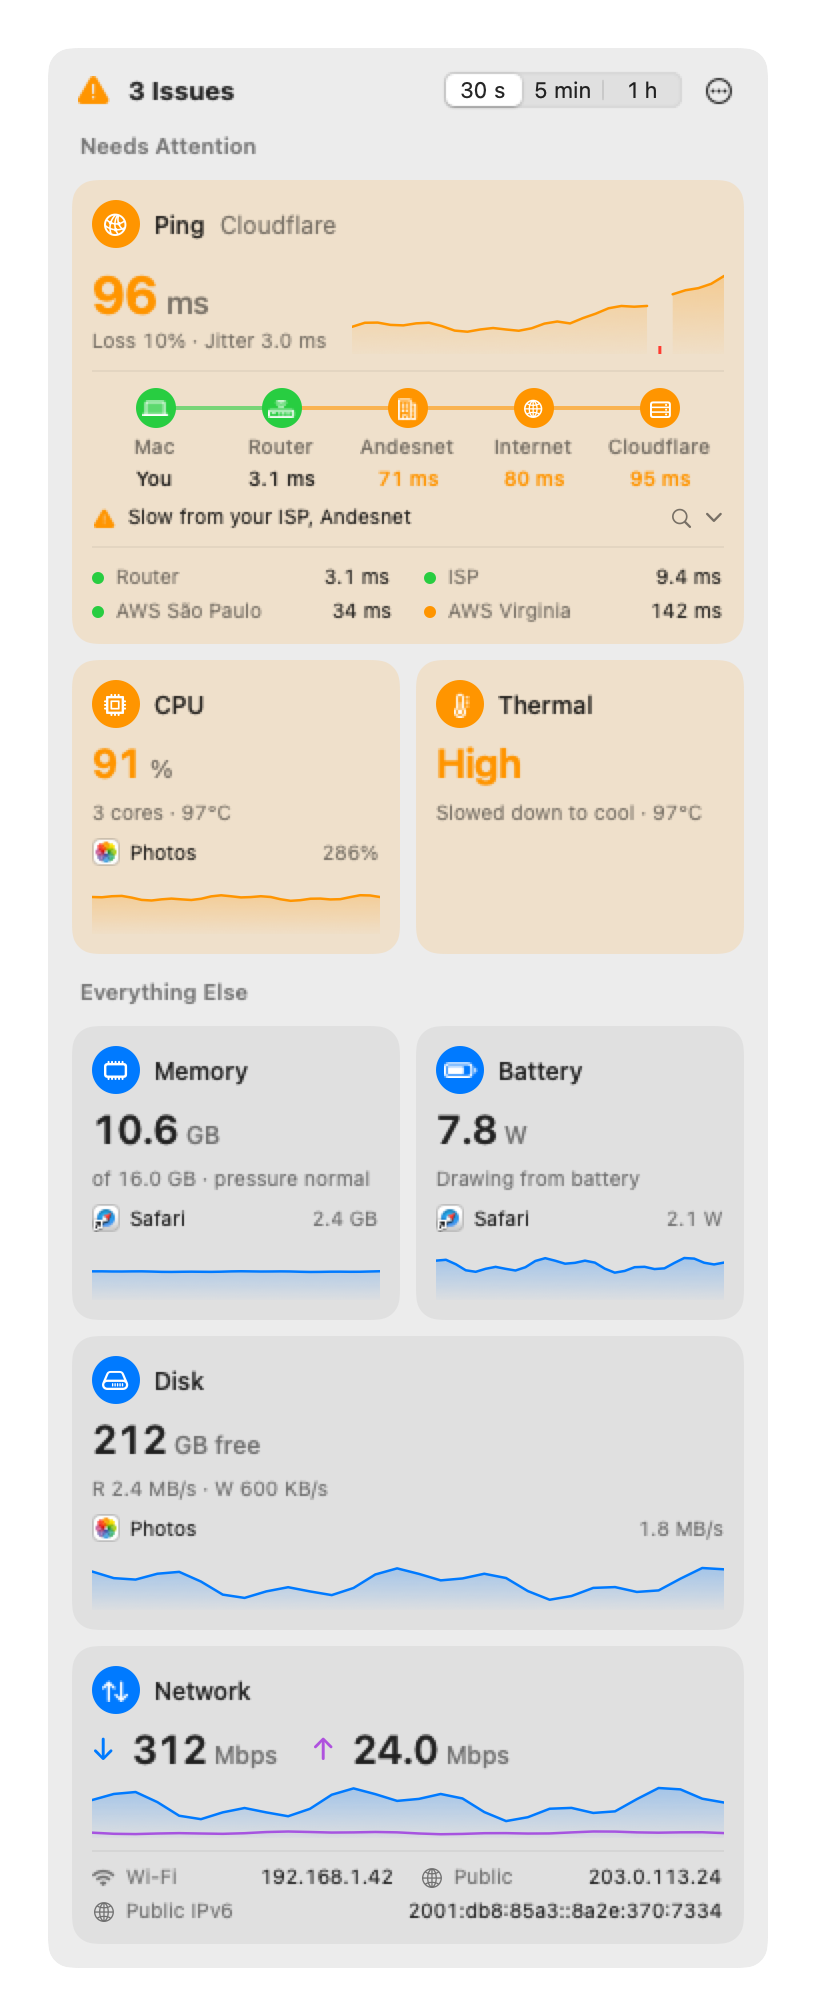 3 Issues
30 s 5 min 1 h
Needs Attention
Ping Cloudflare
96 ms
Loss 10% · Jitter 3.0 ms
Mac Router Andesnet Internet Cloudflare
You 3.1 ms 71 ms 80 ms 95 ms
Slow from your ISP, Andesnet
Router 3.1 ms ISP 9.4 ms
AWS São Paulo 34 ms AWS Virginia 142 ms
CPU
91 %
3 cores · 97°C
Photos 286%
Thermal
High
Slowed down to cool · 97°C
Everything Else
Memory
10.6 GB
of 16.0 GB · pressure normal
Safari 2.4 GB
Battery
7.8 W
Drawing from battery
Safari 2.1 W
Disk
212 GB free
R 2.4 MB/s · W 600 KB/s
Photos 1.8 MB/s
Network
↓ 312 Mbps ↑ 24.0 Mbps
Wi-Fi 192.168.1.42 Public 203.0.113.24
Public IPv6 2001:db8:85a3::8a2e:370:7334